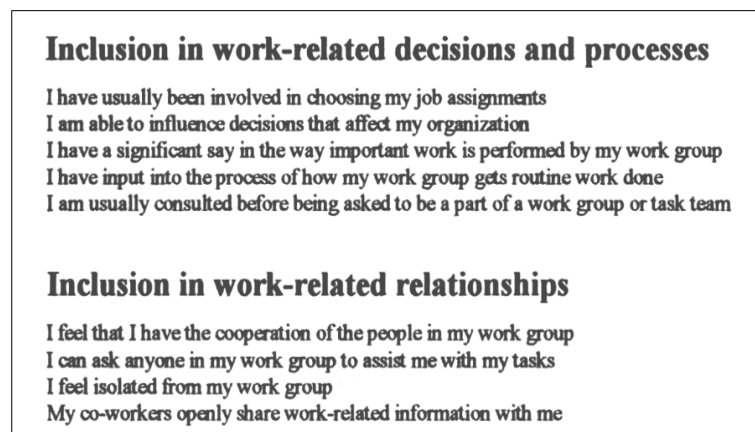 Inclusion in work-related decisions and processes
I have usually been involved in choosing my job assignments
I am able to influence decisions that affect my organization
I have a significant say in the way important work is performed by my work group
I have input into the process of how my work group gets routine work done
I am usually consulted before being asked to be a part of a work group or task team
Inclusion in work-related relationships
I feel that I have the cooperation of the people in my work group
I can ask anyone in my work group to assist me with my tasks
I feel isolated from my work group
My co-workers openly share work-related information with me